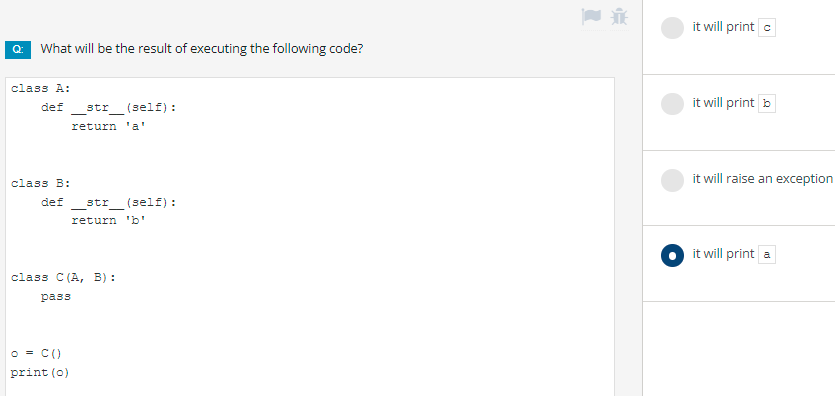 Q: What will be the result of executing the following code?
class A:
    def __str__(self):
        return 'a'
class B:
    def __str__(self):
        return 'b'
class C(A, B):
    pass
o = C()
print(o)
it will print c
it will print b
it will raise an exception
it will print a